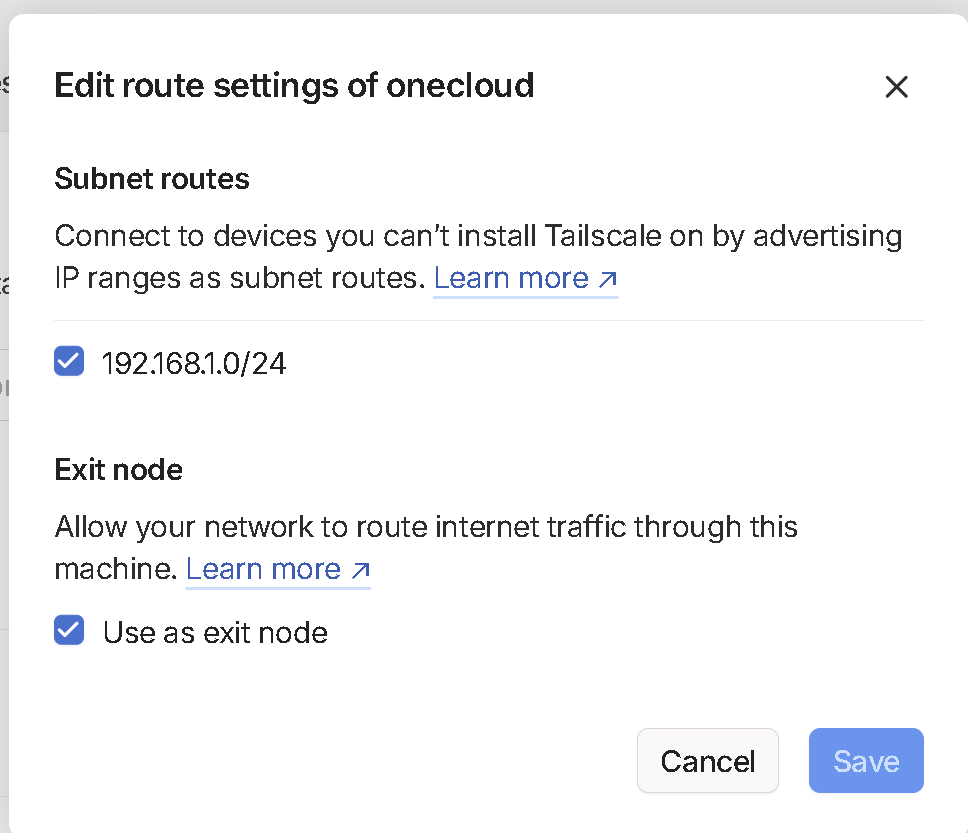 Edit route settings of onecloud
Subnet routes
Connect to devices you can't install Tailscale on by advertising
IP ranges as subnet routes. Learn more ↗
192.168.1.0/24
Exit node
Allow your network to route internet traffic through this
machine. Learn more ↗
Use as exit node
Cancel
Save